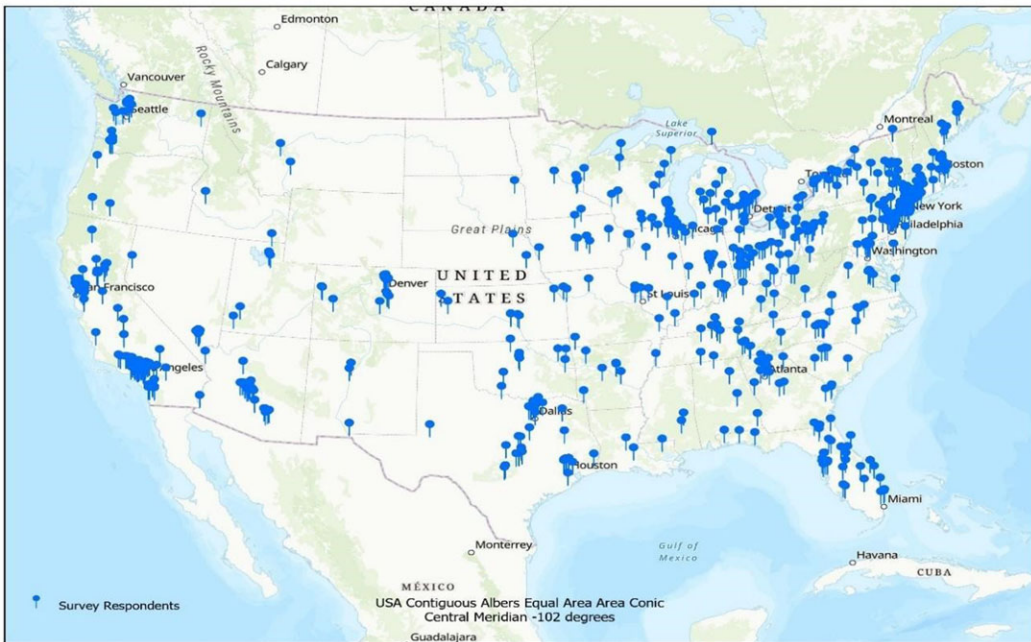 CANADA
Edmonton
Calgary
Rocky Mountains
Vancouver
Seattle
Lake
Superior
Montreal
Boston
Detroit
New York
Philadelphia
Washington
Great Plains
UNITED
STATES
Denver
St Louis
San Francisco
Angeles
Atlanta
Dallas
Houston
Miami
Gulf of
Mexico
Monterrey
Havana
CUBA
MÉXICO
Survey Respondents
USA Contiguous Albers Equal Area Area Conic
Central Meridian -102 degrees
Guadalajara